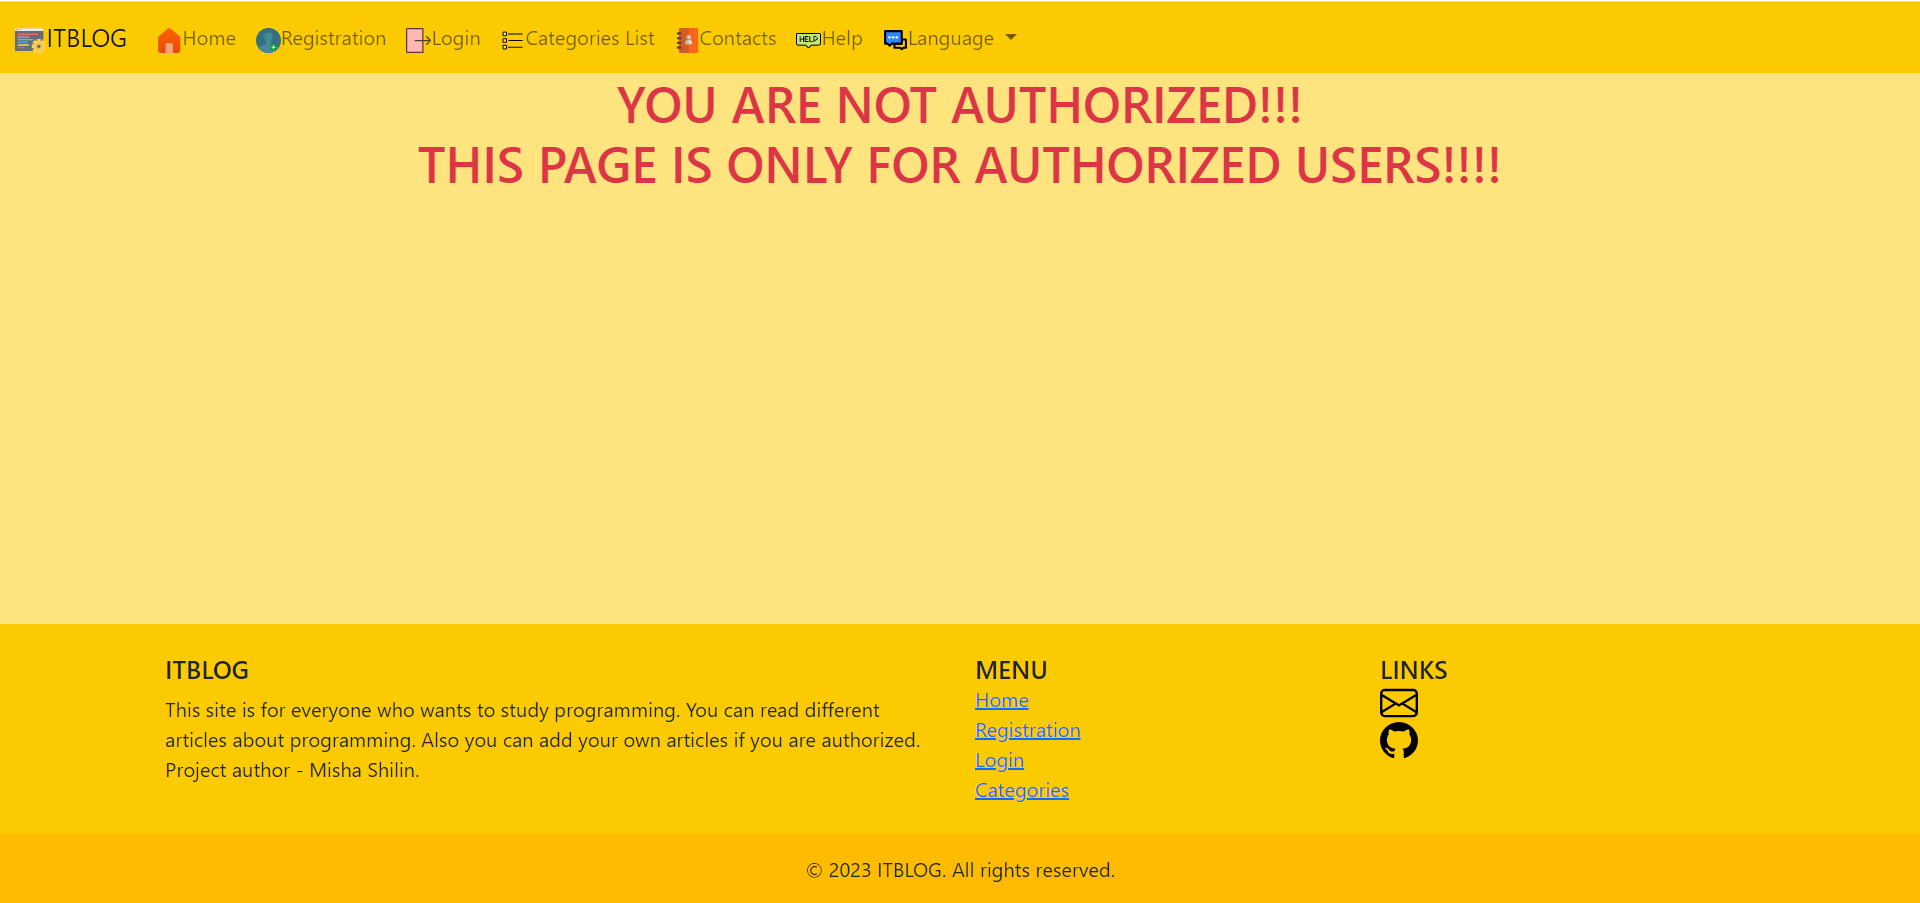 ITBLOG Home Registration Login Categories List Contacts HELP Help Language
YOU ARE NOT AUTHORIZED!!!
THIS PAGE IS ONLY FOR AUTHORIZED USERS!!!!
ITBLOG
This site is for everyone who wants to study programming. You can read different
articles about programming. Also you can add your own articles if you are authorized.
Project author - Misha Shilin.
MENU
Home
Registration
Login
Categories
LINKS
© 2023 ITBLOG. All rights reserved.